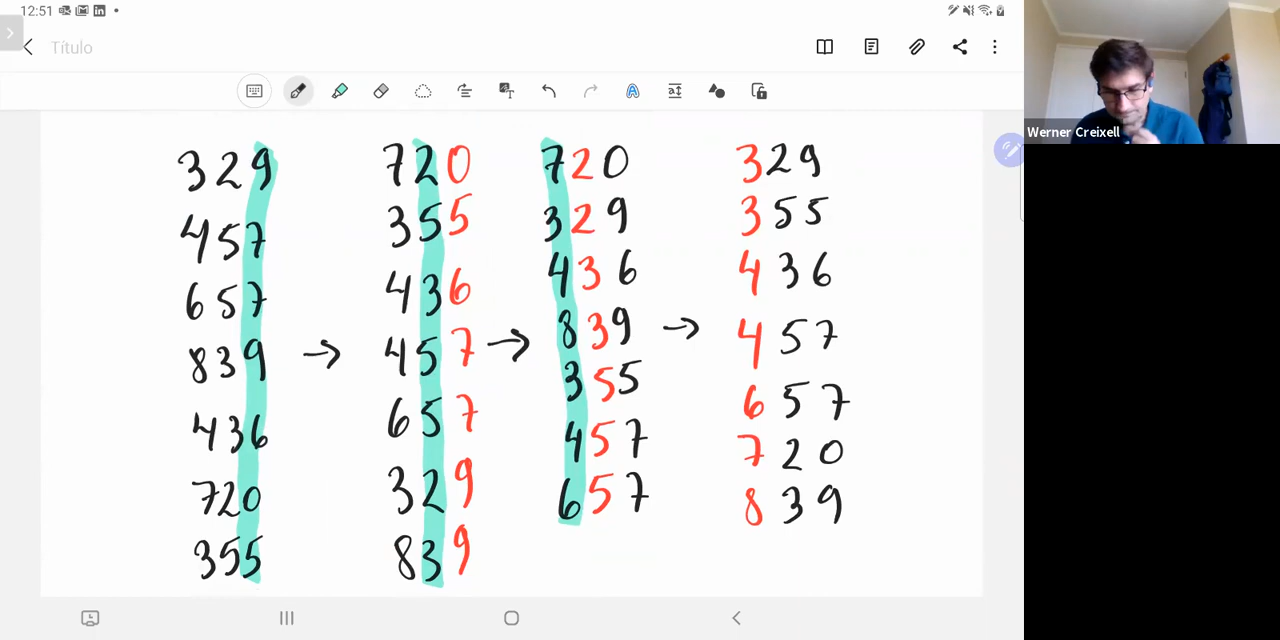 12:51
Título
Werner Creixell
329 720 720 329
457 355 329 355
657 436 436 436
839 → 457 → 839 → 457
436 657 355 657
720 329 457 720
355 839 657 839